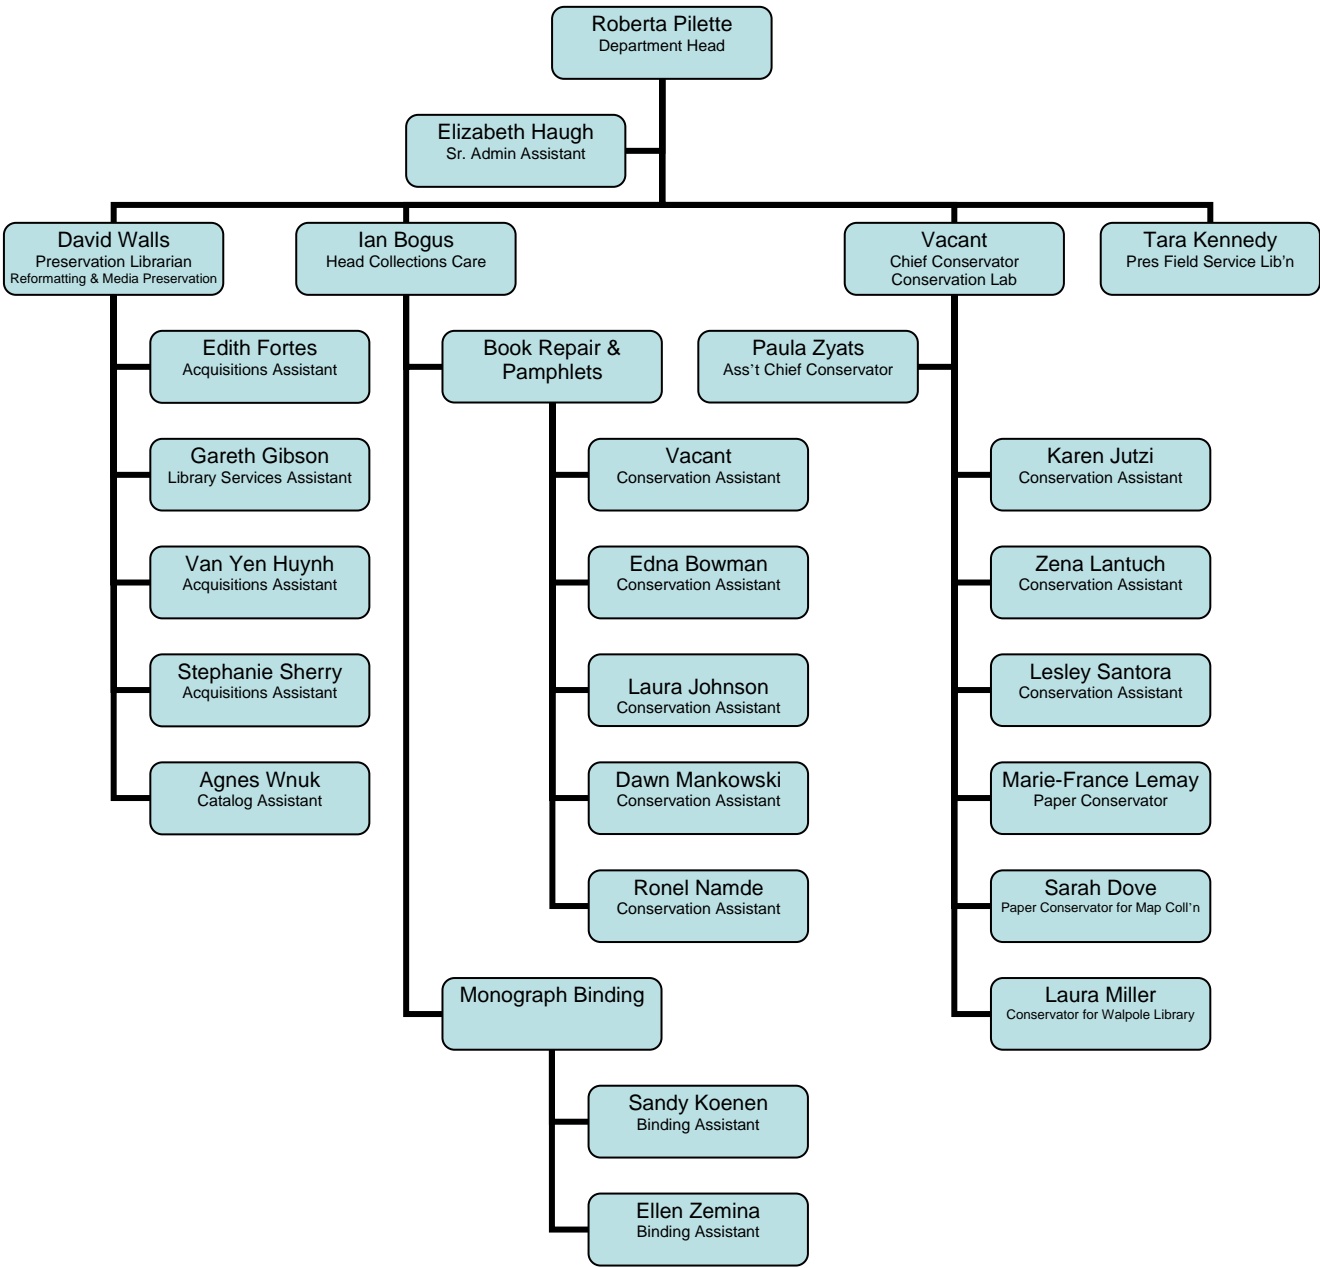 Roberta Pilette
Department Head
Elizabeth Haugh
Sr. Admin Assistant
David Walls
Preservation Librarian
Reformatting & Media Preservation
Ian Bogus
Head Collections Care
Vacant
Chief Conservator
Conservation Lab
Tara Kennedy
Pres Field Service Lib’n
Edith Fortes
Acquisitions Assistant
Gareth Gibson
Library Services Assistant
Van Yen Huynh
Acquisitions Assistant
Stephanie Sherry
Acquisitions Assistant
Agnes Wnuk
Catalog Assistant
Book Repair &
Pamphlets
Vacant
Conservation Assistant
Edna Bowman
Conservation Assistant
Laura Johnson
Conservation Assistant
Dawn Mankowski
Conservation Assistant
Ronel Namde
Conservation Assistant
Monograph Binding
Sandy Koenen
Binding Assistant
Ellen Zemina
Binding Assistant
Paula Zyats
Ass’t Chief Conservator
Karen Jutzi
Conservation Assistant
Zena Lantuch
Conservation Assistant
Lesley Santora
Conservation Assistant
Marie-France Lemay
Paper Conservator
Sarah Dove
Paper Conservator for Map Coll’n
Laura Miller
Conservator for Walpole Library